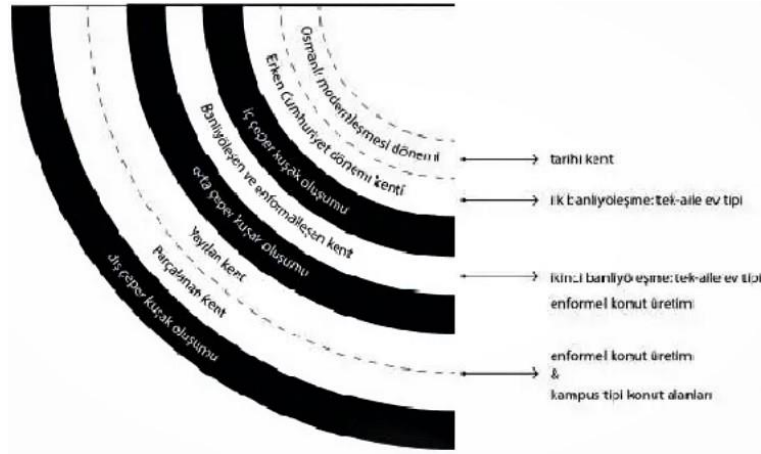 Osmanlı modernleşmesi dönemi
Erken Cumhuriyet dönemi kenti
iç çeper kuşak oluşumu
Banliyöleşen ve enformelleşen kent
orta çeper kuşak oluşumu
Yayılan kent
Parçalanan kent
dış çeper kuşak oluşumu
tarihi kent
ilk banliyöleşme: tek-aile ev tipi
ikinci banliyöleşme: tek-aile ev tipi
enformel konut üretimi
enformel konut üretimi
&
kampus tipi konut alanları